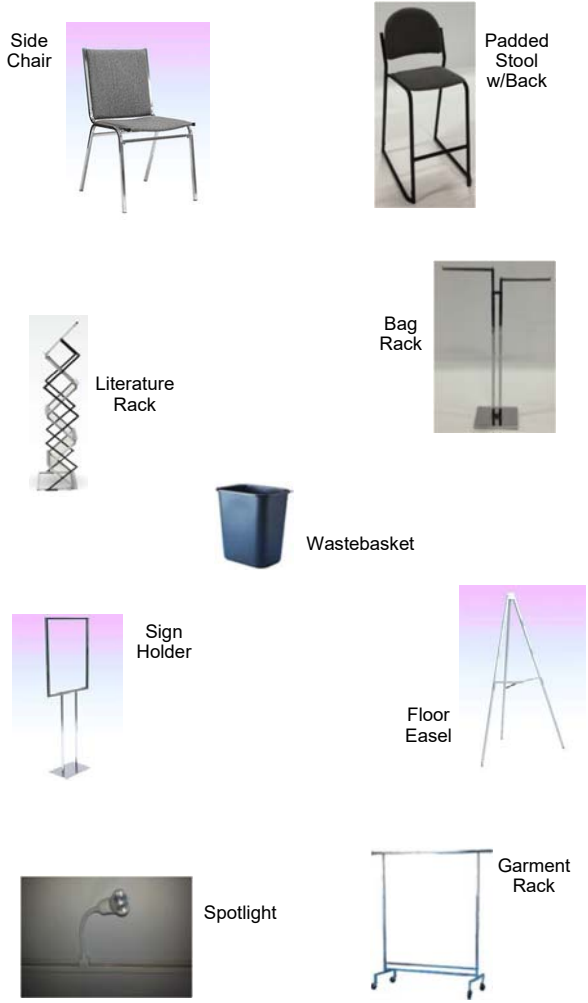 Side
Chair
Padded
Stool
w/Back
Bag
Rack
Literature
Rack
Wastebasket
Sign
Holder
Floor
Easel
Garment
Rack
Spotlight